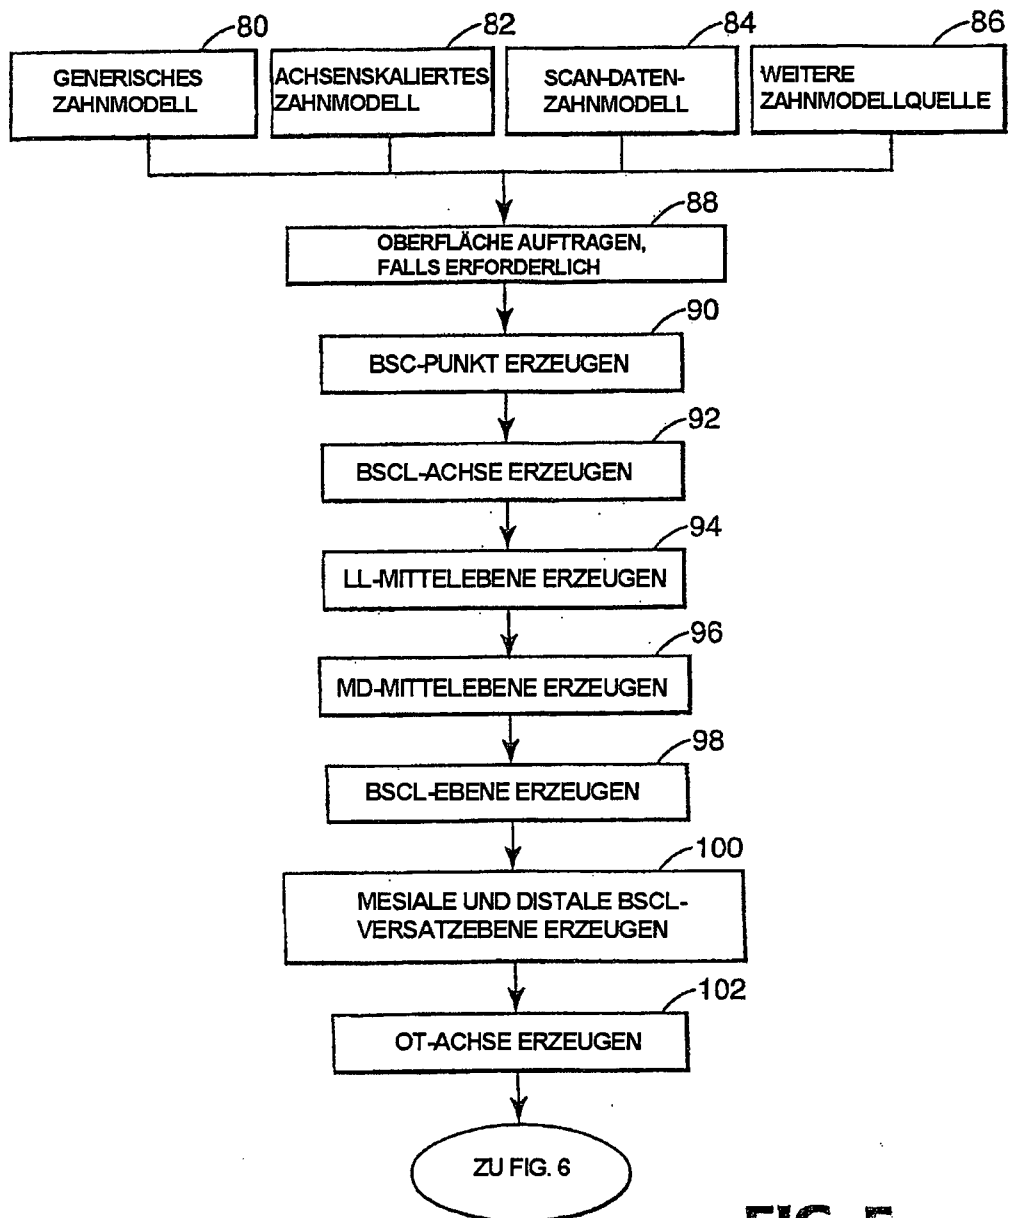 80
82
84
86
GENERISCHES
ZAHNMODELL
ACHSENSKALIERTES
ZAHNMODELL
SCAN-DATEN-
ZAHNMODELL
WEITERE
ZAHNMODELLQUELLE
88
OBERFLÄCHE AUFTRAGEN,
FALLS ERFORDERLICH
90
BSC-PUNKT ERZEUGEN
92
BSCL-ACHSE ERZEUGEN
94
LL-MITTELEBENE ERZEUGEN
96
MD-MITTELEBENE ERZEUGEN
98
BSCL-EBENE ERZEUGEN
100
MESIALE UND DISTALE BSCL-
VERSATZEBENE ERZEUGEN
102
OT-ACHSE ERZEUGEN
ZU FIG. 6